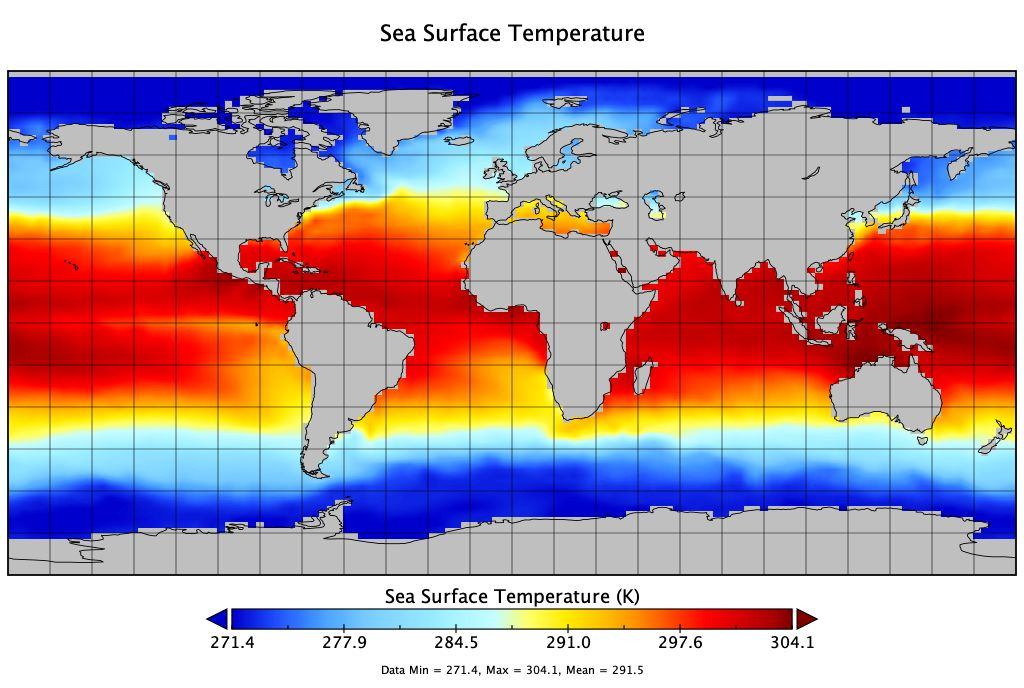 Sea Surface Temperature
Sea Surface Temperature (K)
271.4 277.9 284.5 291.0 297.6 304.1
Data Min = 271.4, Max = 304.1, Mean = 291.5